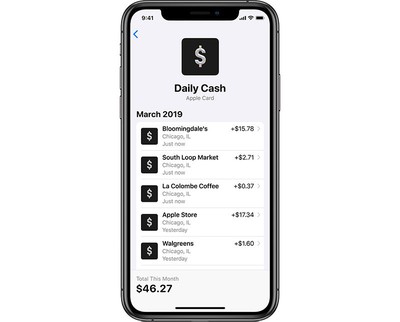 9:41
$
Daily Cash
Apple Card
March 2019
$ Bloomingdale's +$15.78
Chicago, IL
Just now
$ South Loop Market +$2.71
Chicago, IL
Just now
$ La Colombe Coffee +$0.37
Chicago, IL
Just now
$ Apple Store +$17.34
Chicago, IL
Yesterday
$ Walgreens +$1.60
Chicago, IL
Yesterday
Total This Month
$46.27